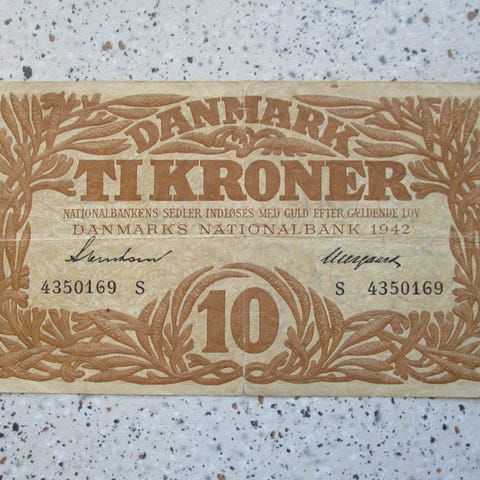 DANMARK
TI KRONER
NATIONALBANKENS SEDLER INDLØSES MED GULD EFTER GÆLDENDE LOV
DANMARKS NATIONALBANK 1942
4350169 S S 4350169
10